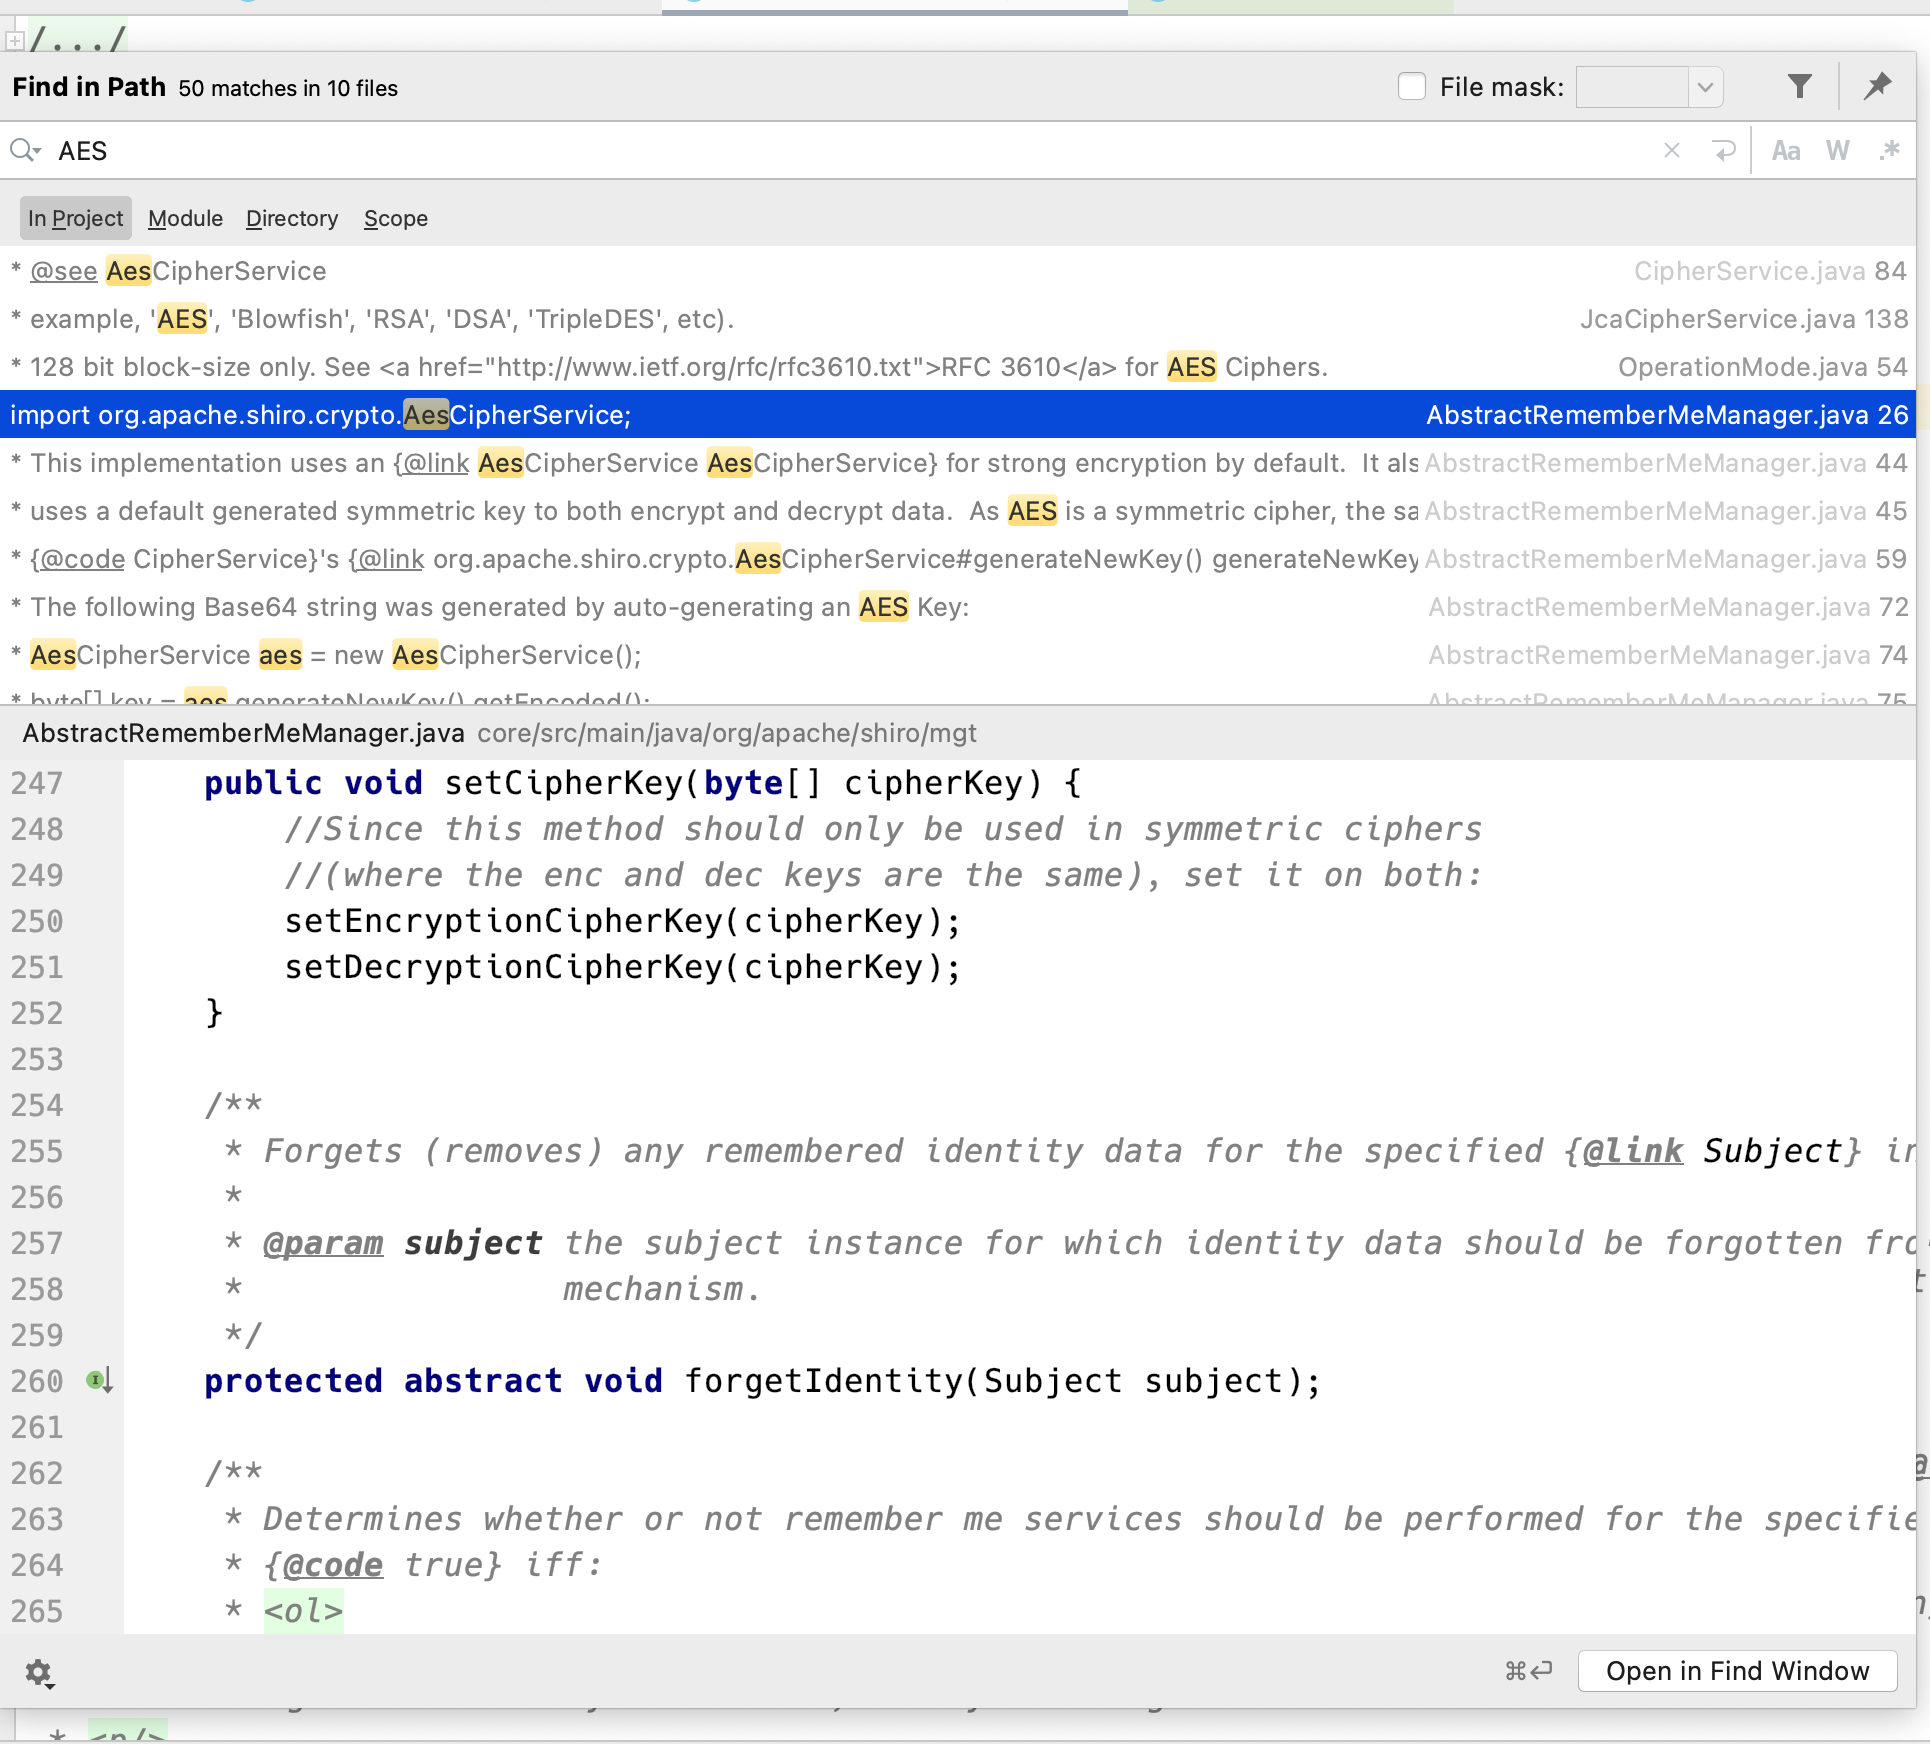 /.../
Find in Path 50 matches in 10 files File mask:
AES Aa W .*
In Project Module Directory Scope
* @see AesCipherService CipherService.java 84
* example, 'AES', 'Blowfish', 'RSA', 'DSA', 'TripleDES', etc). JcaCipherService.java 138
* 128 bit block-size only. See <a href="http://www.ietf.org/rfc/rfc3610.txt">RFC 3610</a> for AES Ciphers. OperationMode.java 54
import org.apache.shiro.crypto.AesCipherService; AbstractRememberMeManager.java 26
* This implementation uses an {@link AesCipherService AesCipherService} for strong encryption by default. It als AbstractRememberMeManager.java 44
* uses a default generated symmetric key to both encrypt and decrypt data. As AES is a symmetric cipher, the sa AbstractRememberMeManager.java 45
* {@code CipherService}'s {@link org.apache.shiro.crypto.AesCipherService#generateNewKey() generateNewKey AbstractRememberMeManager.java 59
* The following Base64 string was generated by auto-generating an AES Key: AbstractRememberMeManager.java 72
* AesCipherService aes = new AesCipherService(); AbstractRememberMeManager.java 74
* byte[] key = aes.generateNewKey().getEncoded(); AbstractRememberMeManager.java 75
AbstractRememberMeManager.java core/src/main/java/org/apache/shiro/mgt
247 public void setCipherKey(byte[] cipherKey) {
248 //Since this method should only be used in symmetric ciphers
249 //(where the enc and dec keys are the same), set it on both:
250 setEncryptionCipherKey(cipherKey);
251 setDecryptionCipherKey(cipherKey);
252 }
253
254 /**
255 * Forgets (removes) any remembered identity data for the specified {@link Subject} in
256 *
257 * @param subject the subject instance for which identity data should be forgotten fro
258 * mechanism.
259 */
260 protected abstract void forgetIdentity(Subject subject);
261
262 /**
263 * Determines whether or not remember me services should be performed for the specifie
264 * {@code true} iff:
265 * <ol>
⌘⏎ Open in Find Window
* <p/>